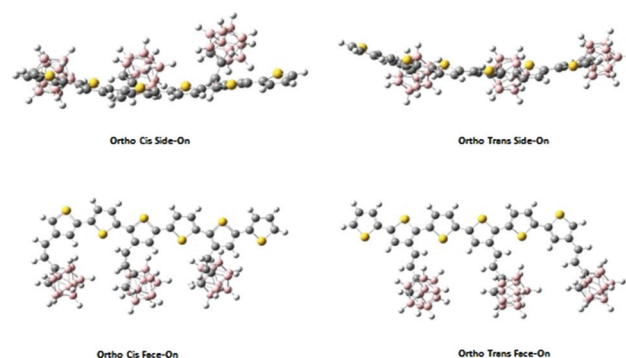 Ortho Cis Side-On
Ortho Trans Side-On
Ortho Cis Face-On
Ortho Trans Face-On